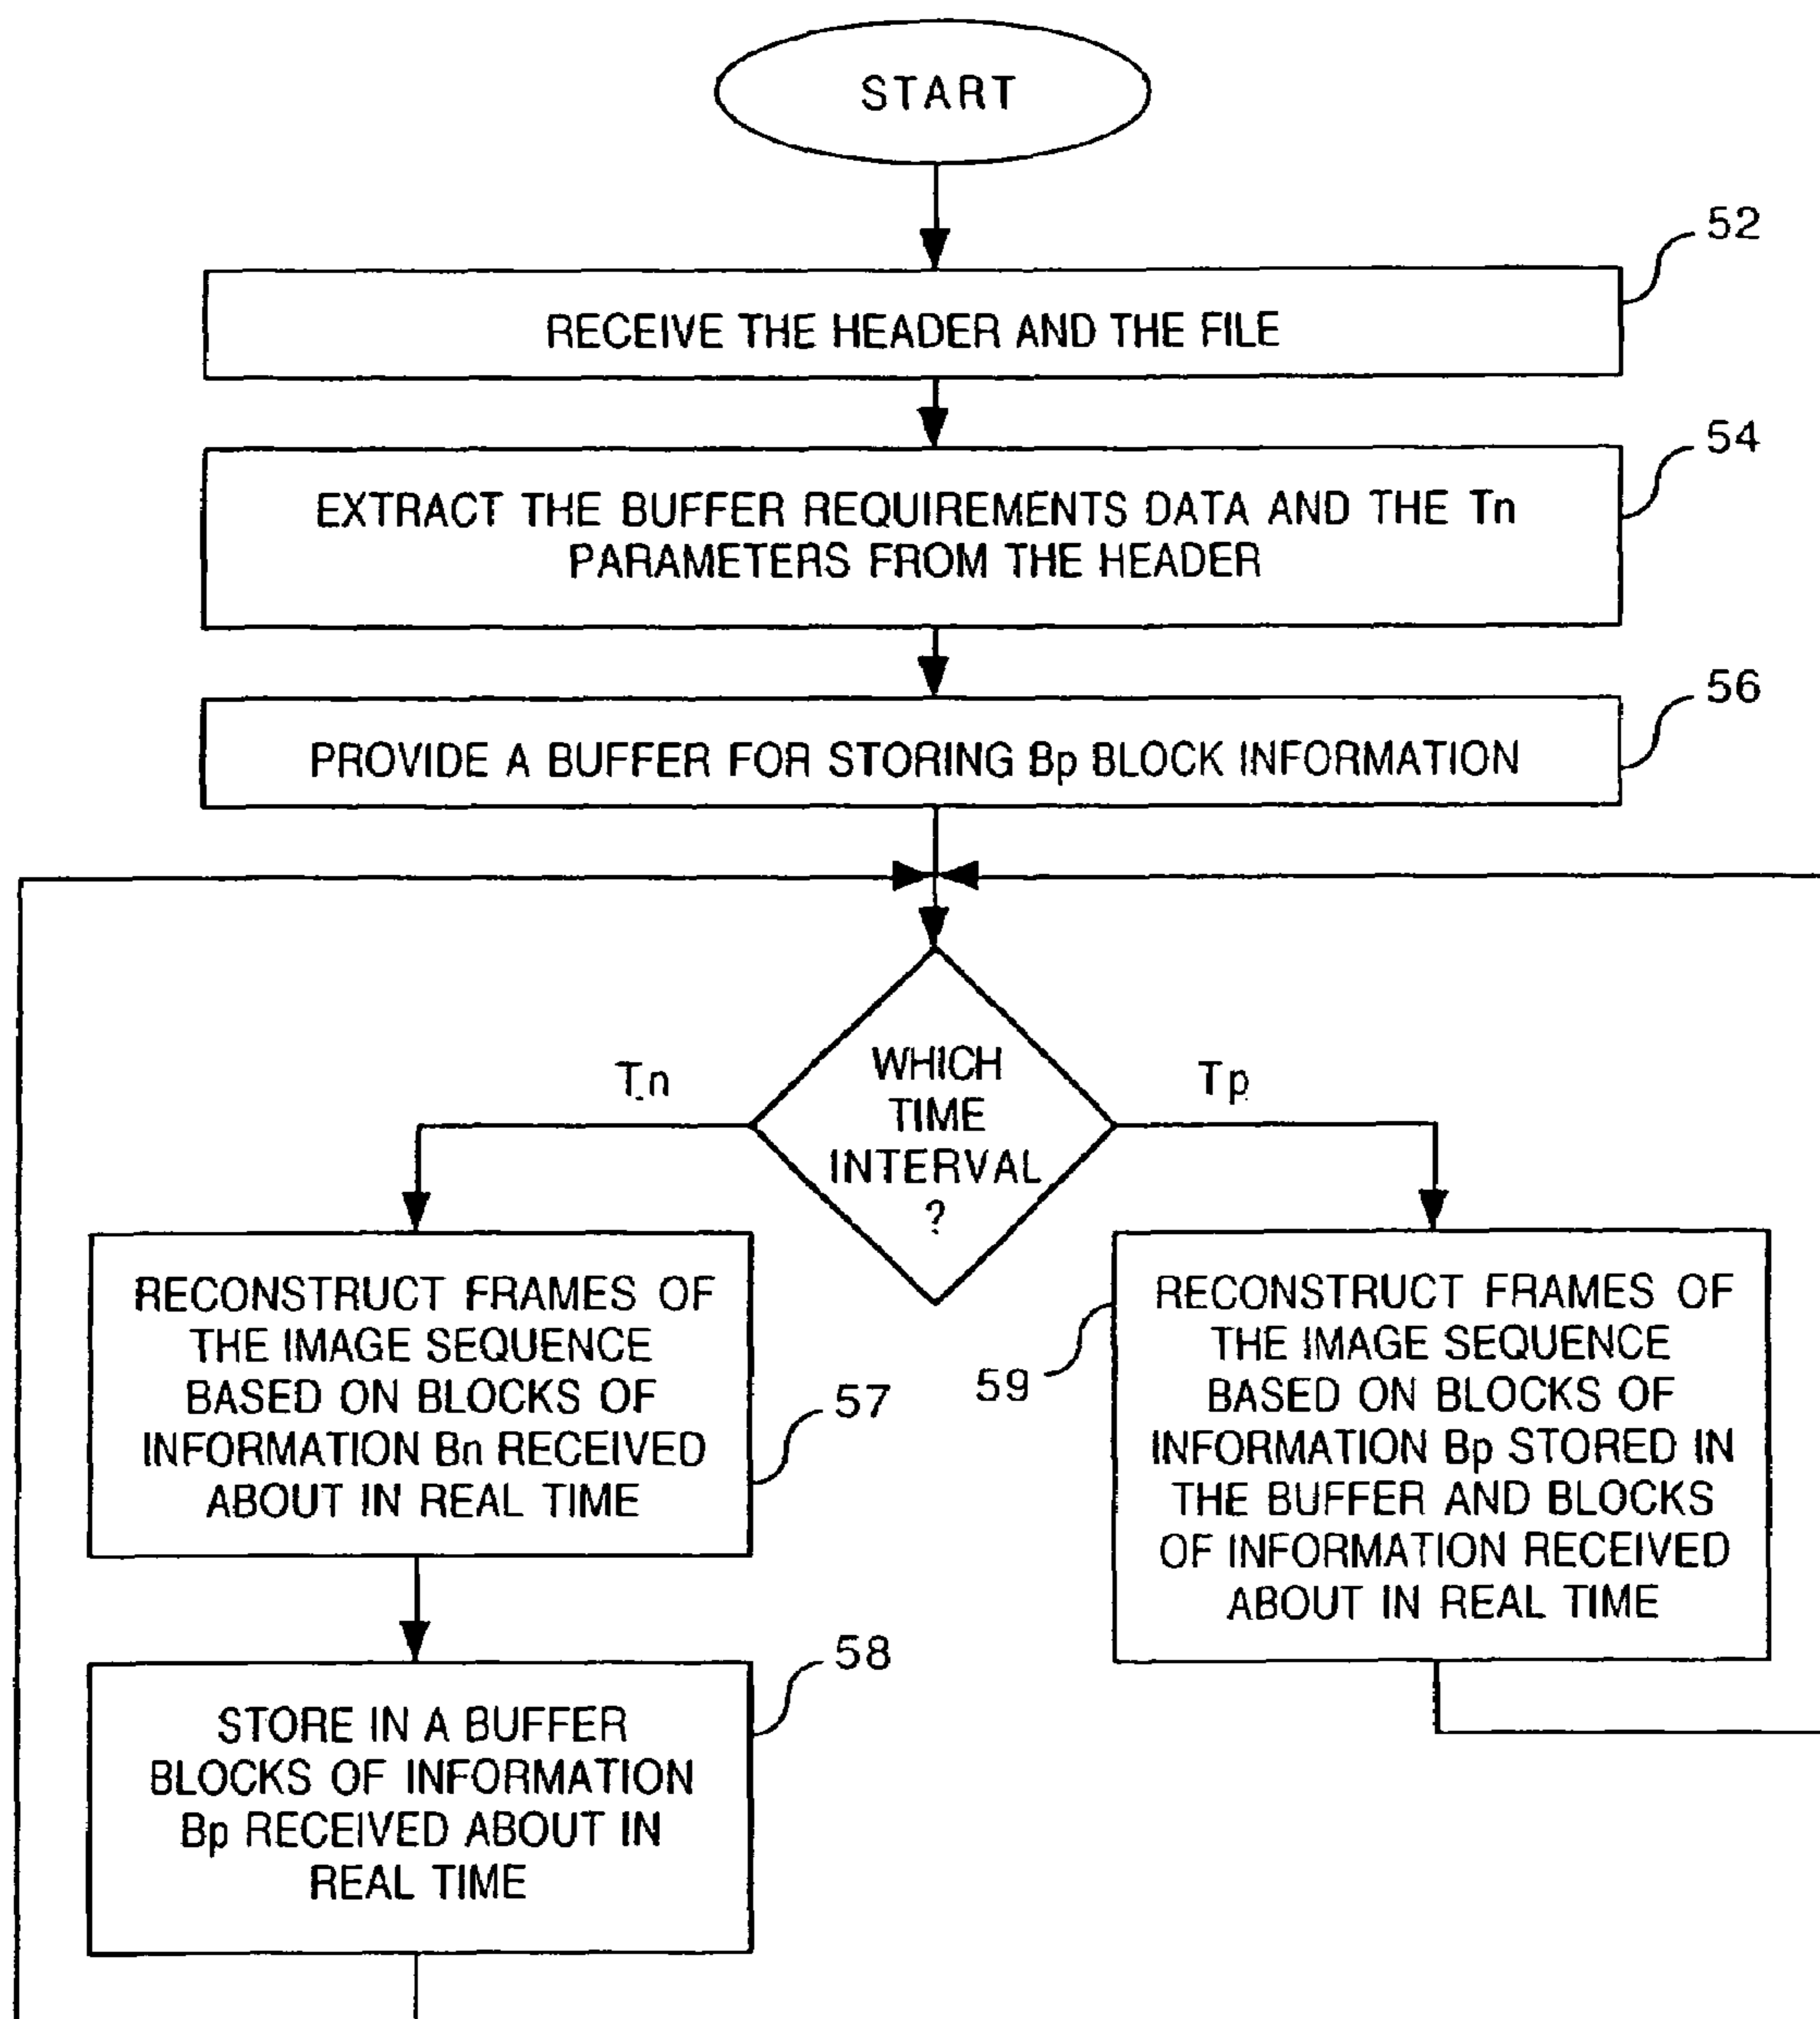 START
52
RECEIVE THE HEADER AND THE FILE
54
EXTRACT THE BUFFER REQUIREMENTS DATA AND THE Tn
PARAMETERS FROM THE HEADER
56
PROVIDE A BUFFER FOR STORING Bp BLOCK INFORMATION
WHICH
TIME
INTERVAL
?
Tn
Tp
RECONSTRUCT FRAMES OF
THE IMAGE SEQUENCE
BASED ON BLOCKS OF
INFORMATION Bn RECEIVED
ABOUT IN REAL TIME
57
59
RECONSTRUCT FRAMES OF
THE IMAGE SEQUENCE
BASED ON BLOCKS OF
INFORMATION Bp STORED IN
THE BUFFER AND BLOCKS
OF INFORMATION RECEIVED
ABOUT IN REAL TIME
58
STORE IN A BUFFER
BLOCKS OF INFORMATION
Bp RECEIVED ABOUT IN
REAL TIME